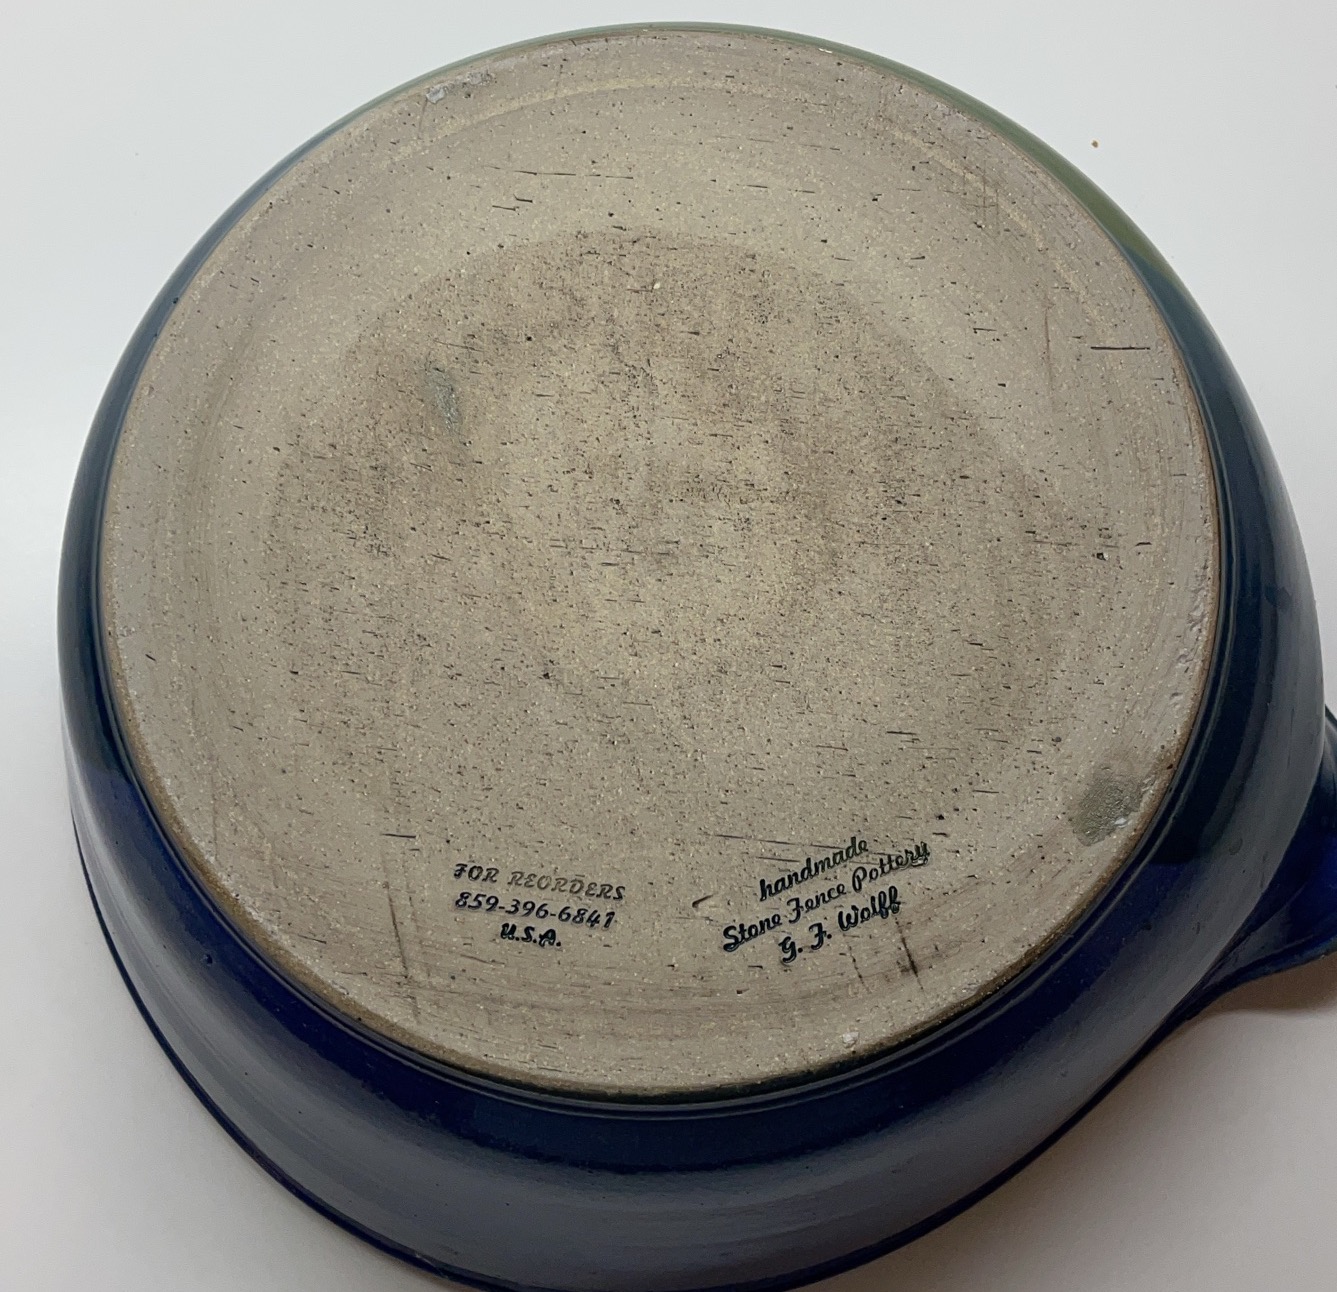 FOR REORDERS
859-396-6841
U.S.A.
handmade
Stone Fence Pottery
G. F. Wolff